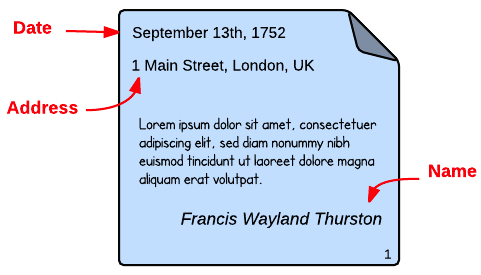 Date
September 13th, 1752
1 Main Street, London, UK
Address
Lorem ipsum dolor sit amet, consectetuer
adipiscing elit, sed diam nonummy nibh
euismod tincidunt ut laoreet dolore magna
aliquam erat volutpat.
Name
Francis Wayland Thurston
1